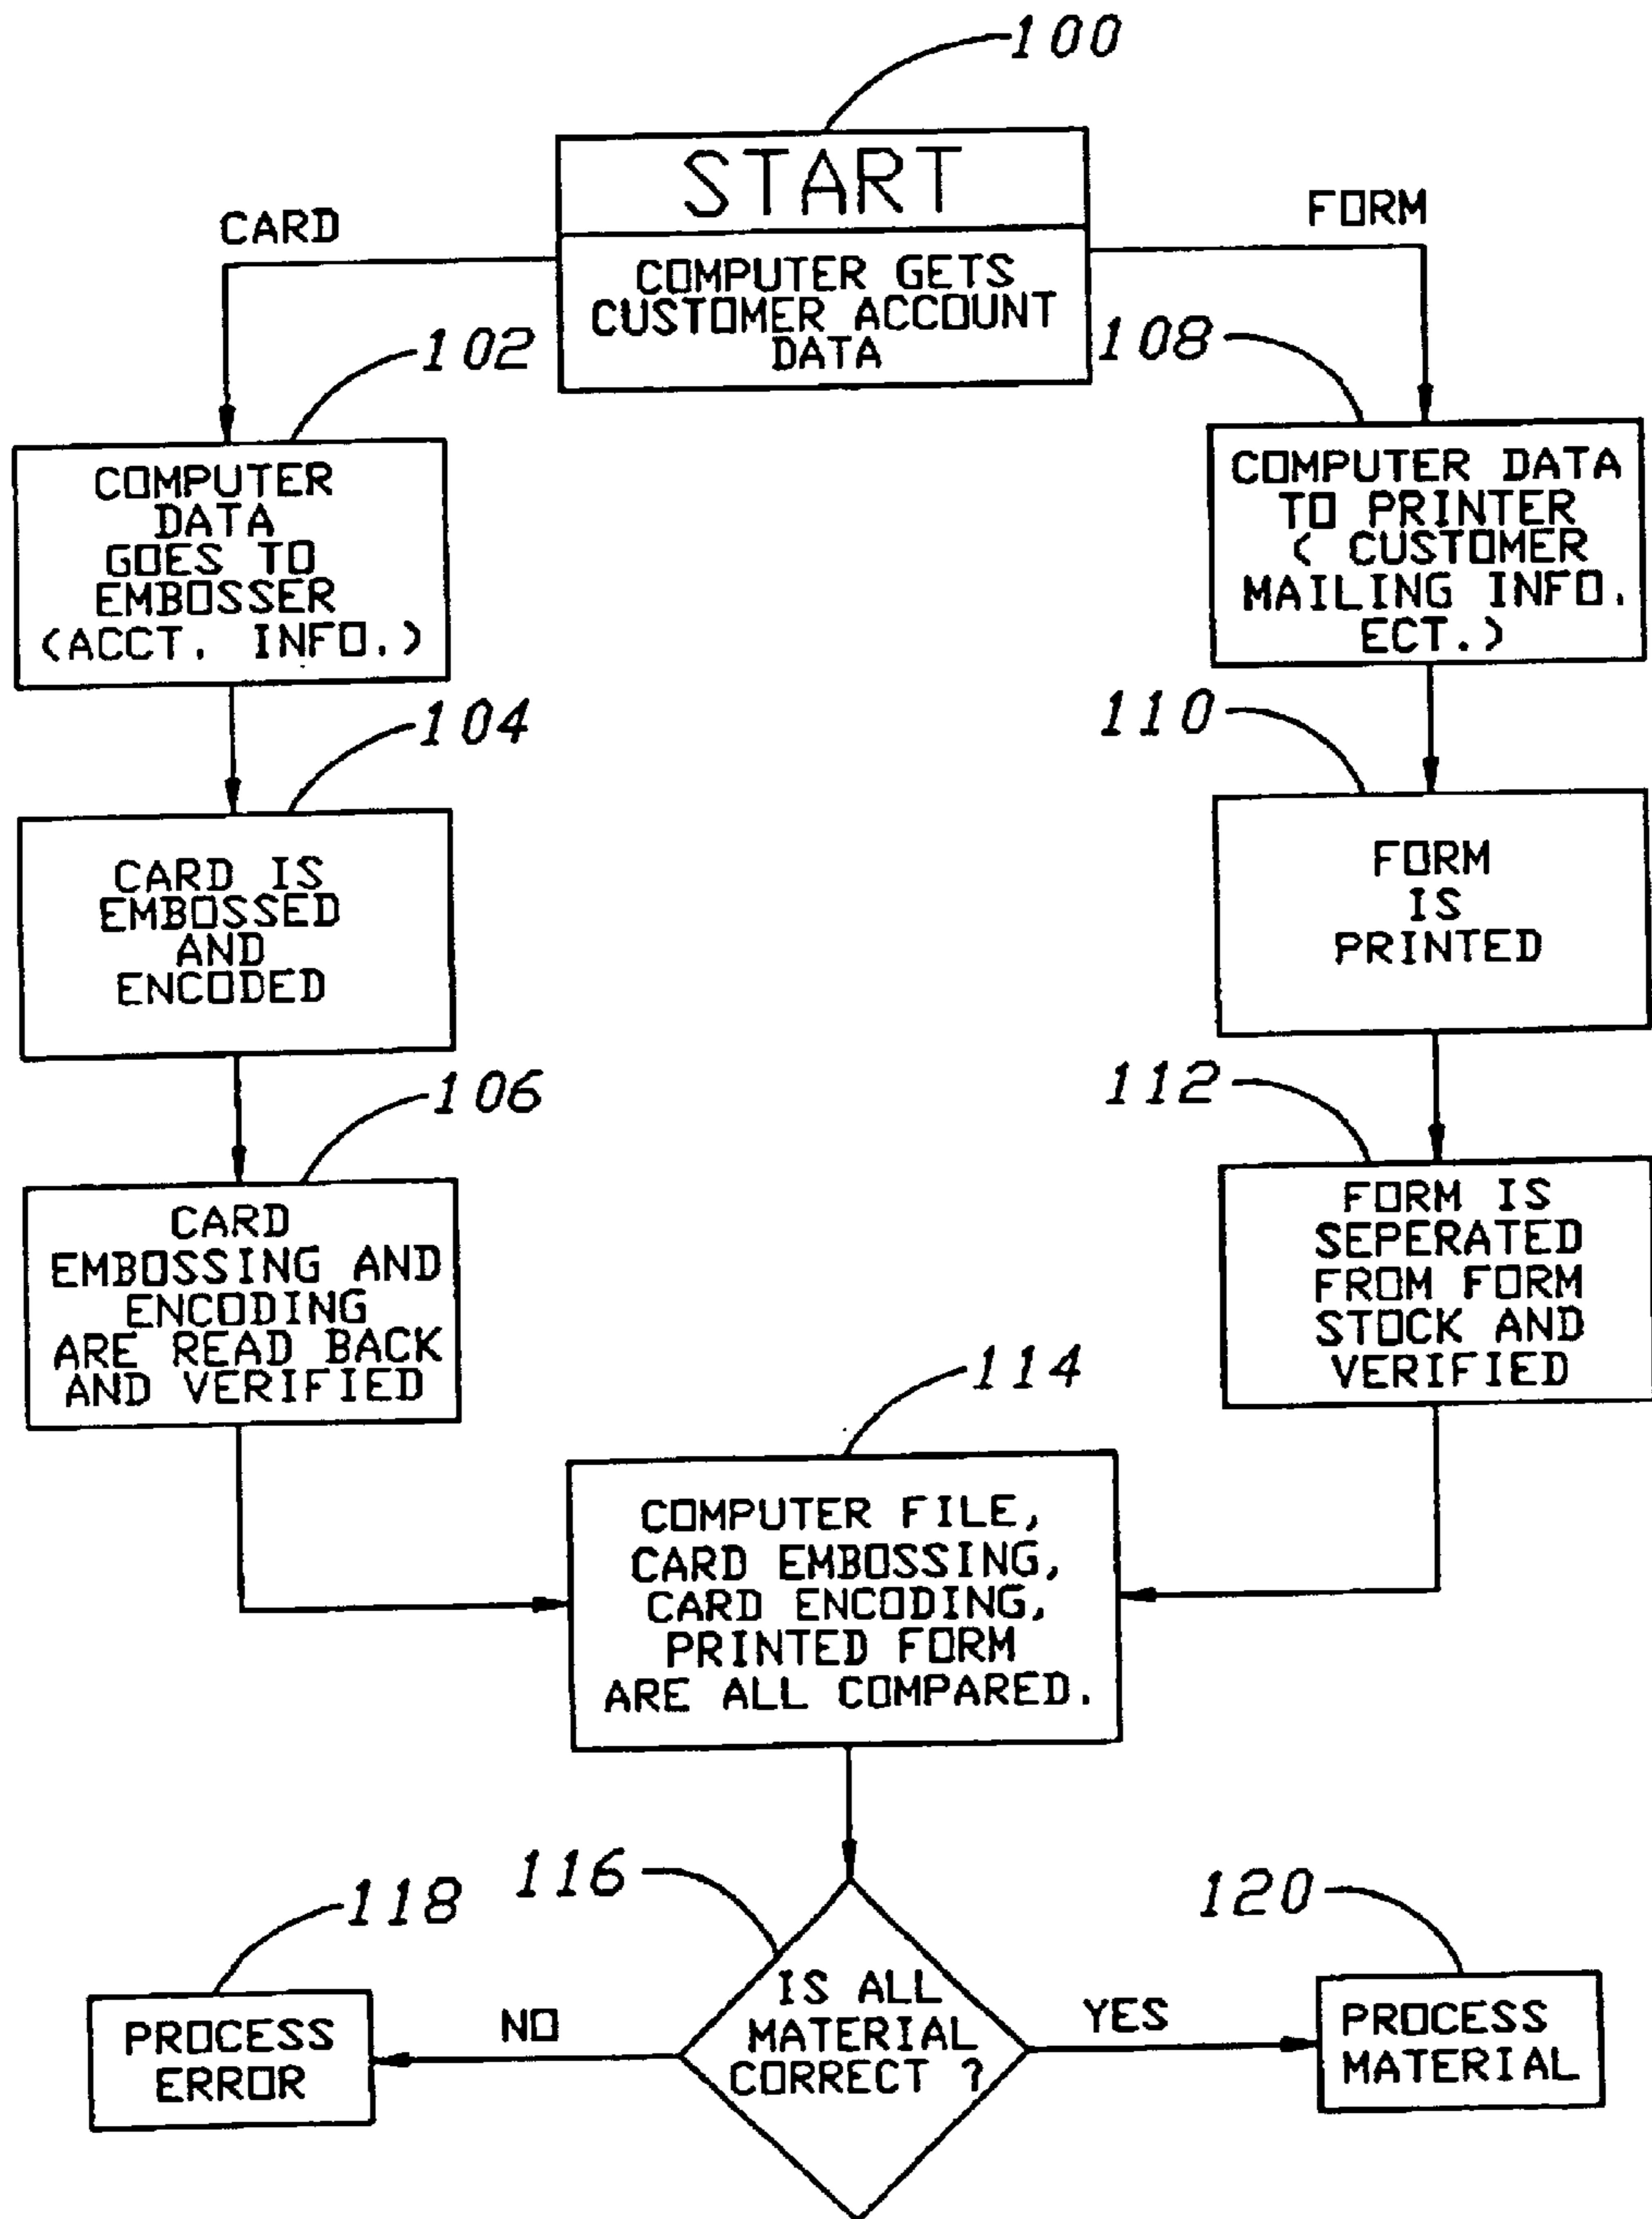 100
START
COMPUTER GETS
CUSTOMER ACCOUNT
DATA
CARD
FORM
102
COMPUTER
DATA
GOES TO
EMBOSSER
(ACCT. INFO.)
108
COMPUTER DATA
TO PRINTER
( CUSTOMER
MAILING INFO.
ECT.)
104
CARD IS
EMBOSSED
AND
ENCODED
110
FORM
IS
PRINTED
106
CARD
EMBOSSING AND
ENCODING
ARE READ BACK
AND VERIFIED
112
FORM IS
SEPERATED
FROM FORM
STOCK AND
VERIFIED
114
COMPUTER FILE,
CARD EMBOSSING,
CARD ENCODING,
PRINTED FORM
ARE ALL COMPARED.
116
IS ALL
MATERIAL
CORRECT ?
NO
118
PROCESS
ERROR
YES
120
PROCESS
MATERIAL